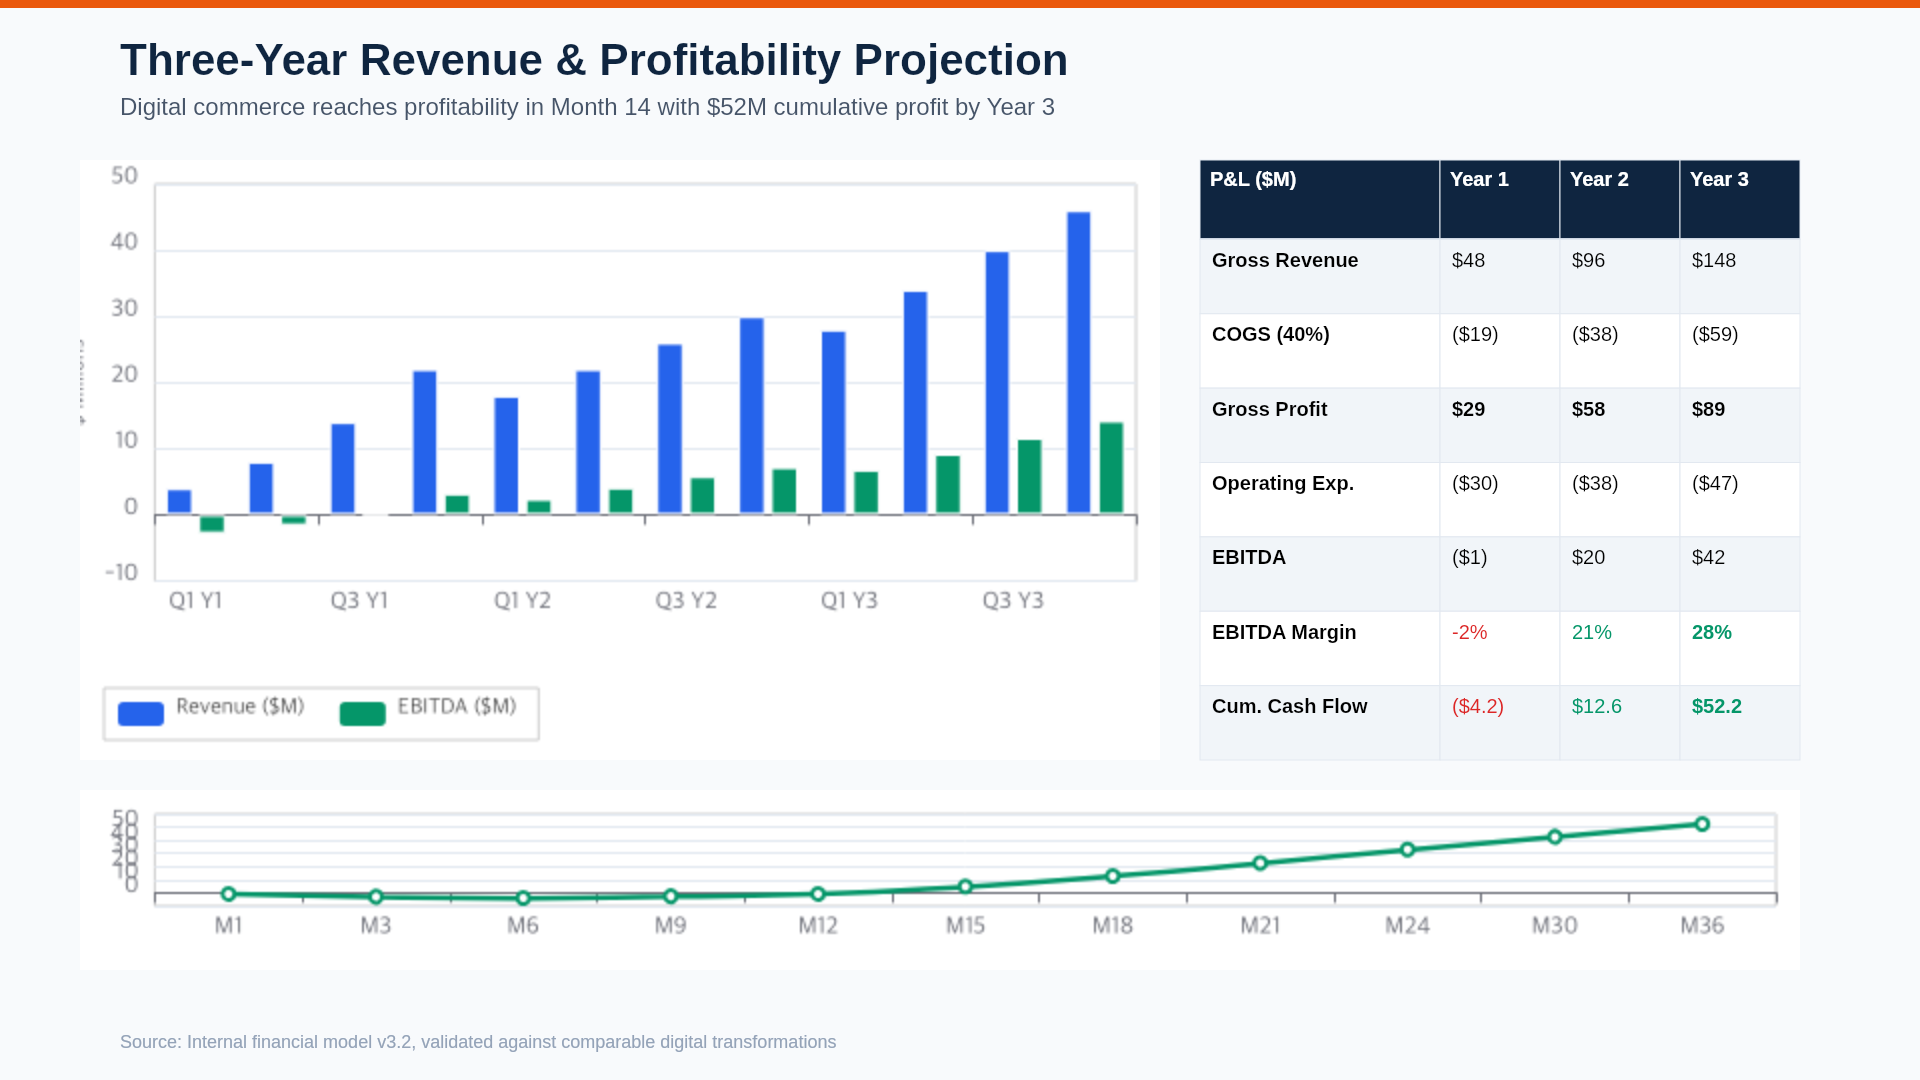 Three-Year Revenue & Profitability Projection
Digital commerce reaches profitability in Month 14 with $52M cumulative profit by Year 3
50
40
30
20
10
0
-10
Q1 Y1 Q3 Y1 Q1 Y2 Q3 Y2 Q1 Y3 Q3 Y3
Revenue ($M) EBITDA ($M)
P&L ($M) Year 1 Year 2 Year 3
Gross Revenue $48 $96 $148
COGS (40%) ($19) ($38) ($59)
Gross Profit $29 $58 $89
Operating Exp. ($30) ($38) ($47)
EBITDA ($1) $20 $42
EBITDA Margin -2% 21% 28%
Cum. Cash Flow ($4.2) $12.6 $52.2
50
40
30
20
10
0
M1 M3 M6 M9 M12 M15 M18 M21 M24 M30 M36
Source: Internal financial model v3.2, validated against comparable digital transformations